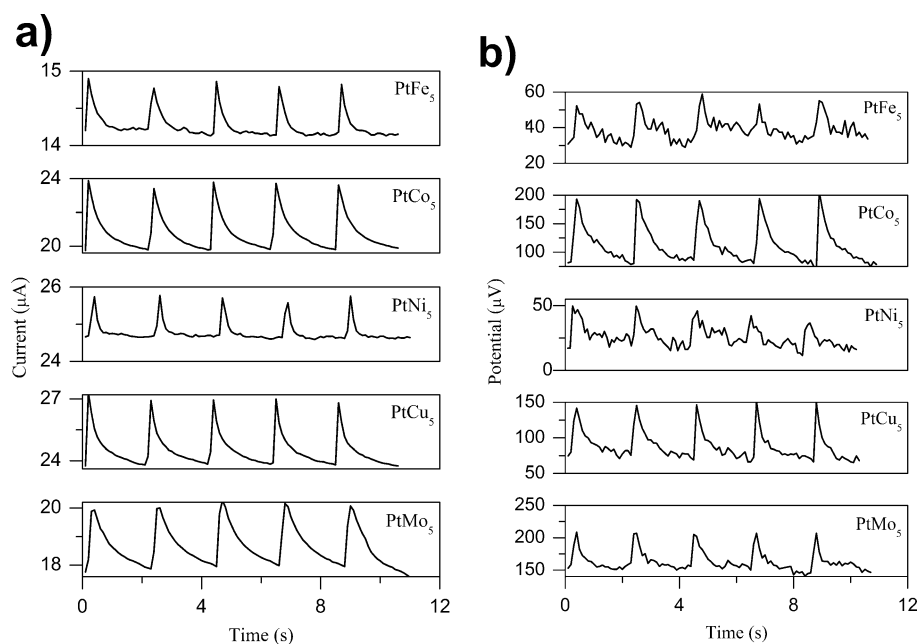 a)
15
14
PtFe5
24
20
PtCo5
26
24
PtNi5
27
24
PtCu5
20
18
PtMo5
0 4 8 12
Time (s)
Current (µA)
b)
60
40
20
PtFe5
200
150
100
PtCo5
50
0
PtNi5
150
100
50
PtCu5
250
200
150
PtMo5
0 4 8 12
Time (s)
Potential (µV)